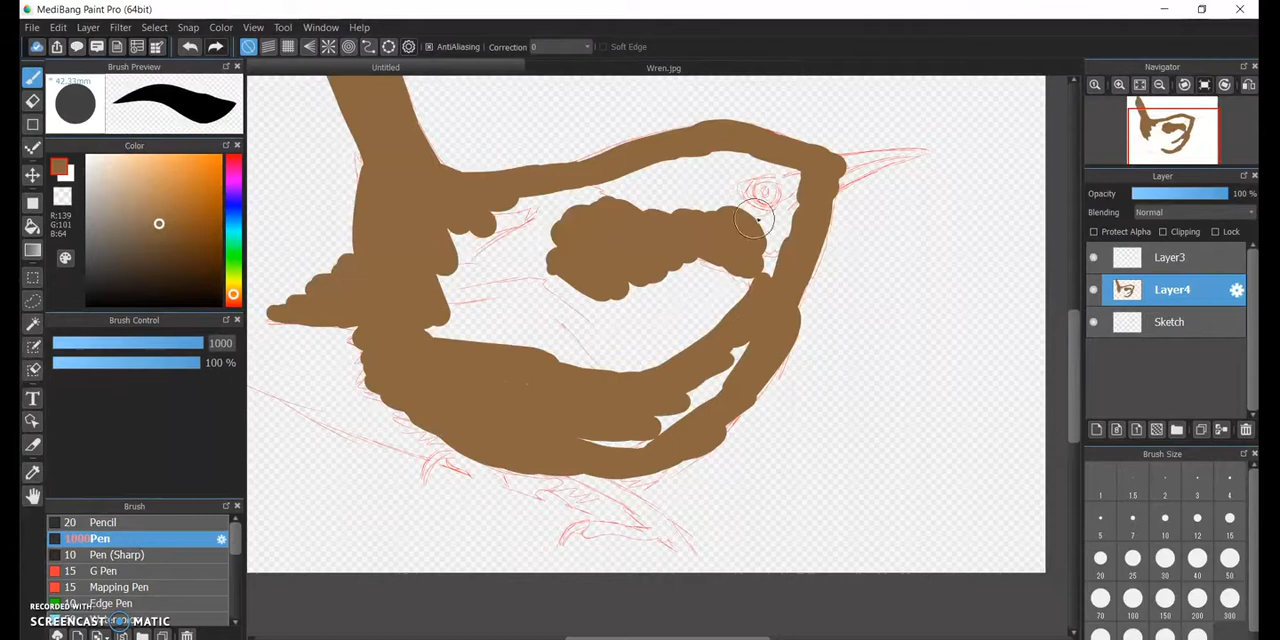 MediBang Paint Pro (64bit)
File Edit Layer Filter Select Snap Color View Tool Window Help
AntiAliasing Correction 0 Soft Edge
Brush Preview
Untitled
Wren.jpg
Navigator
42.33mm
Color
R:139
G:101
B:64
Layer
Opacity 100 %
Blending Normal
Protect Alpha Clipping Lock
Layer3
Layer4
Sketch
Brush Control
1000
100 %
Brush
20 Pencil
1000 Pen
10 Pen (Sharp)
15 G Pen
15 Mapping Pen
10 Edge Pen
Brush Size
1 1.5 2 3 4
5 7 10 12 15
20 25 30 40 50
70 100 150 200 300
RECORDED WITH
SCREENCAST MATIC